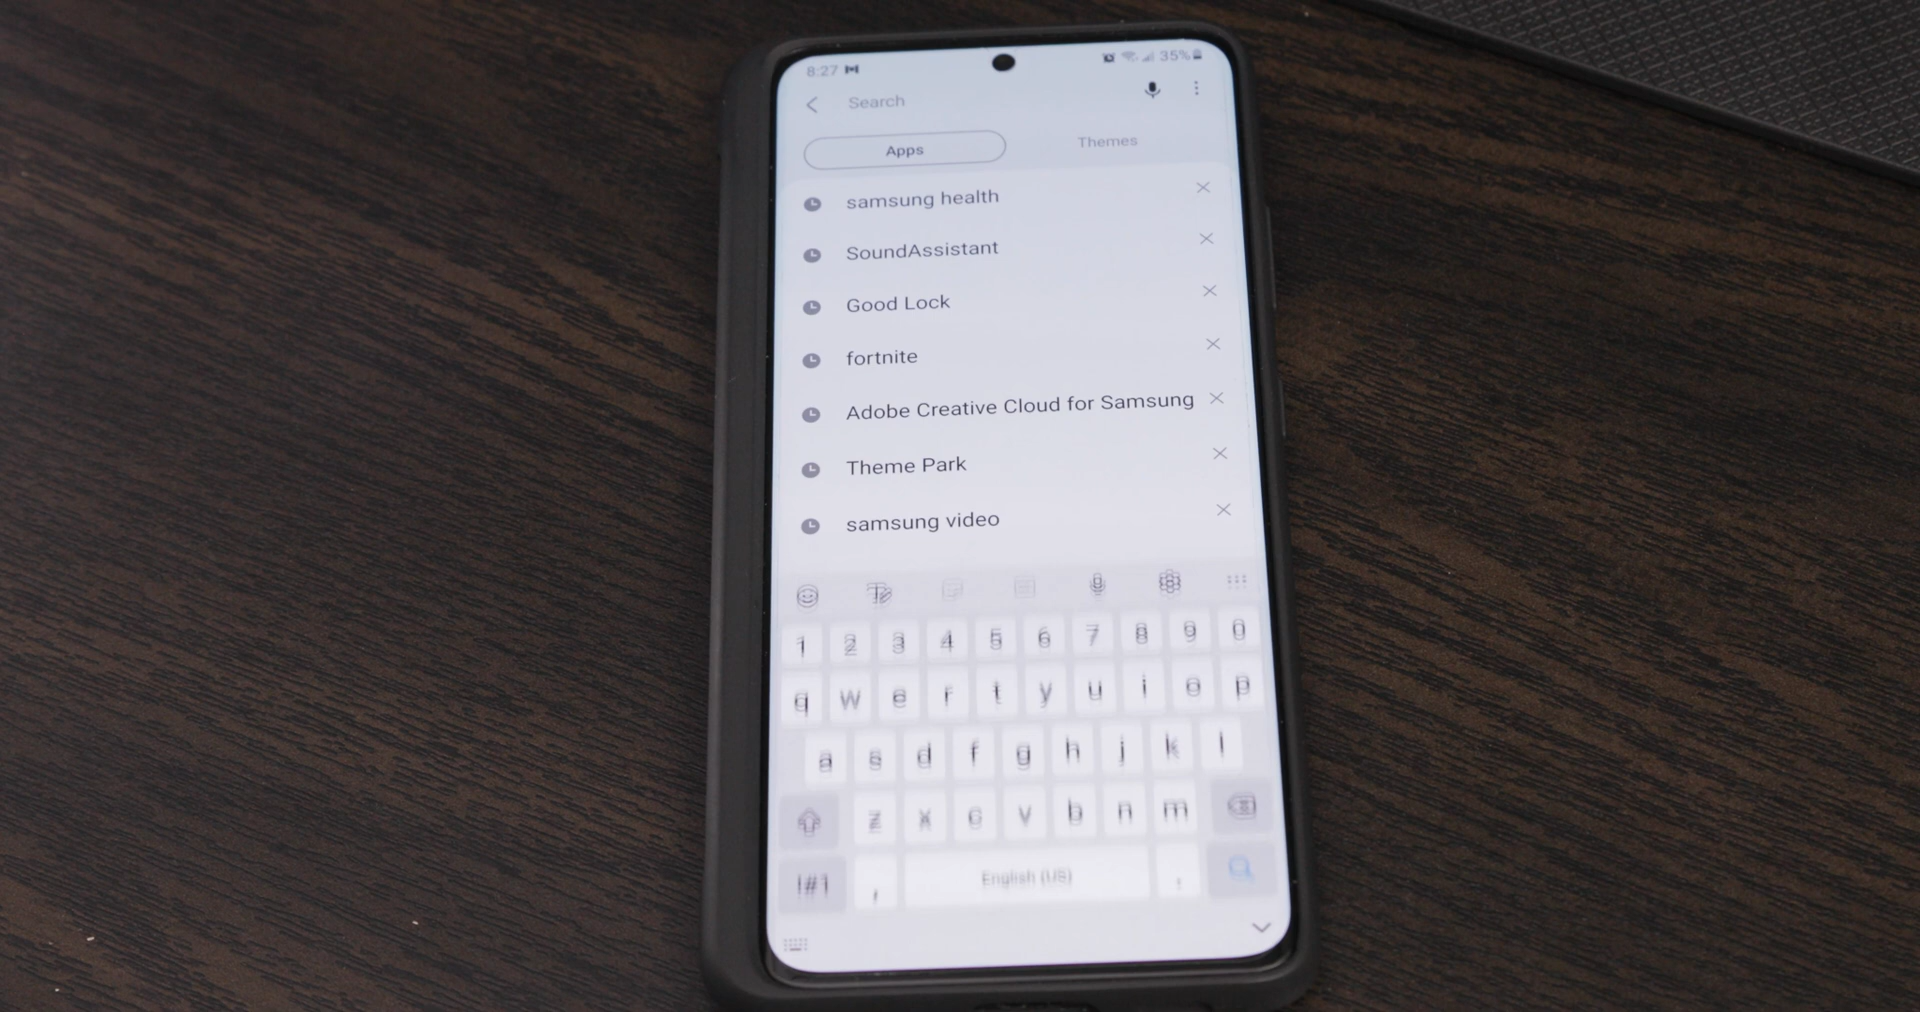 8:27 35%
Search
Apps Themes
samsung health
SoundAssistant
Good Lock
fortnite
Adobe Creative Cloud for Samsung
Theme Park
samsung video
1 2 3 4 5 6 7 8 9 0
q w e r t y u i o p
a s d f g h j k l
z x c v b n m
!#1 , English (US) .